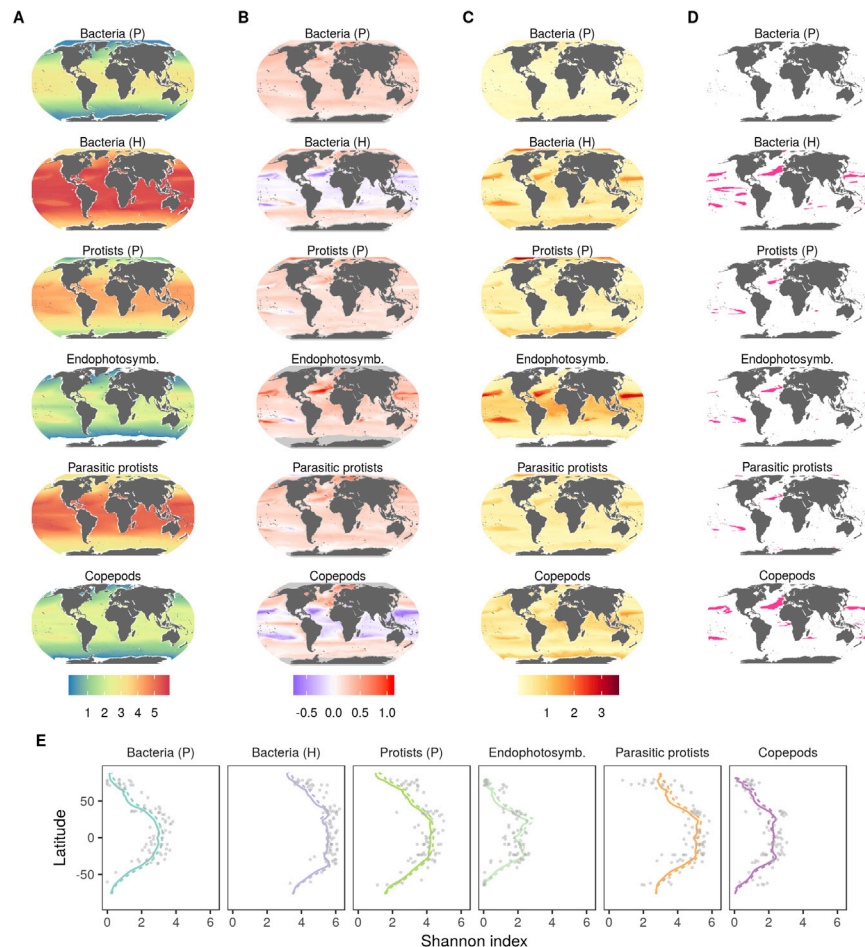 A B C D
Bacteria (P) Bacteria (P) Bacteria (P) Bacteria (P)
Bacteria (H) Bacteria (H) Bacteria (H) Bacteria (H)
Protists (P) Protists (P) Protists (P) Protists (P)
Endophotosymb. Endophotosymb. Endophotosymb. Endophotosymb.
Parasitic protists Parasitic protists Parasitic protists Parasitic protists
Copepods Copepods Copepods Copepods
1 2 3 4 5 -0.5 0.0 0.5 1.0 1 2 3
E
Bacteria (P) Bacteria (H) Protists (P) Endophotosymb. Parasitic protists Copepods
Latitude
50
0
-50
0 2 4 6 0 2 4 6 0 2 4 6 0 2 4 6 0 2 4 6 0 2 4 6
Shannon index